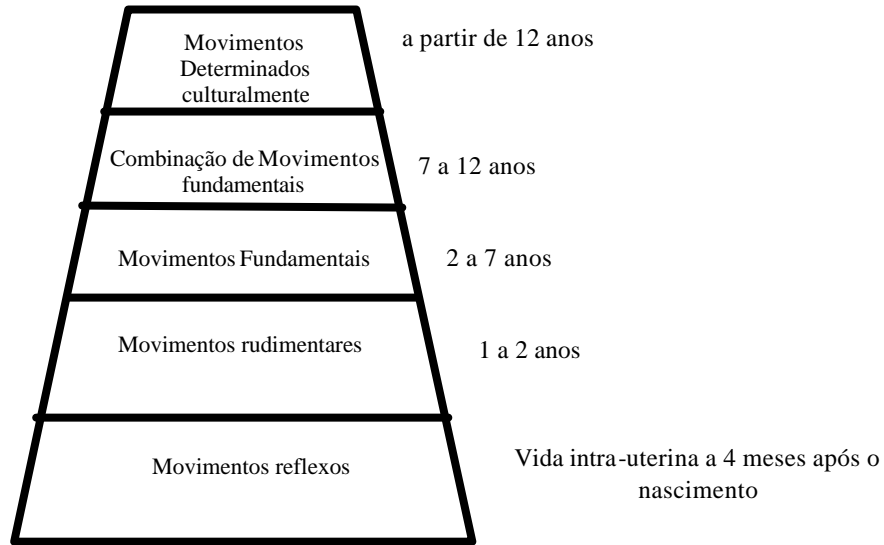 Movimentos
Determinados
culturalmente
a partir de 12 anos
Combinação de Movimentos
fundamentais
7 a 12 anos
Movimentos Fundamentais
2 a 7 anos
Movimentos rudimentares
1 a 2 anos
Movimentos reflexos
Vida intra-uterina a 4 meses após o
nascimento